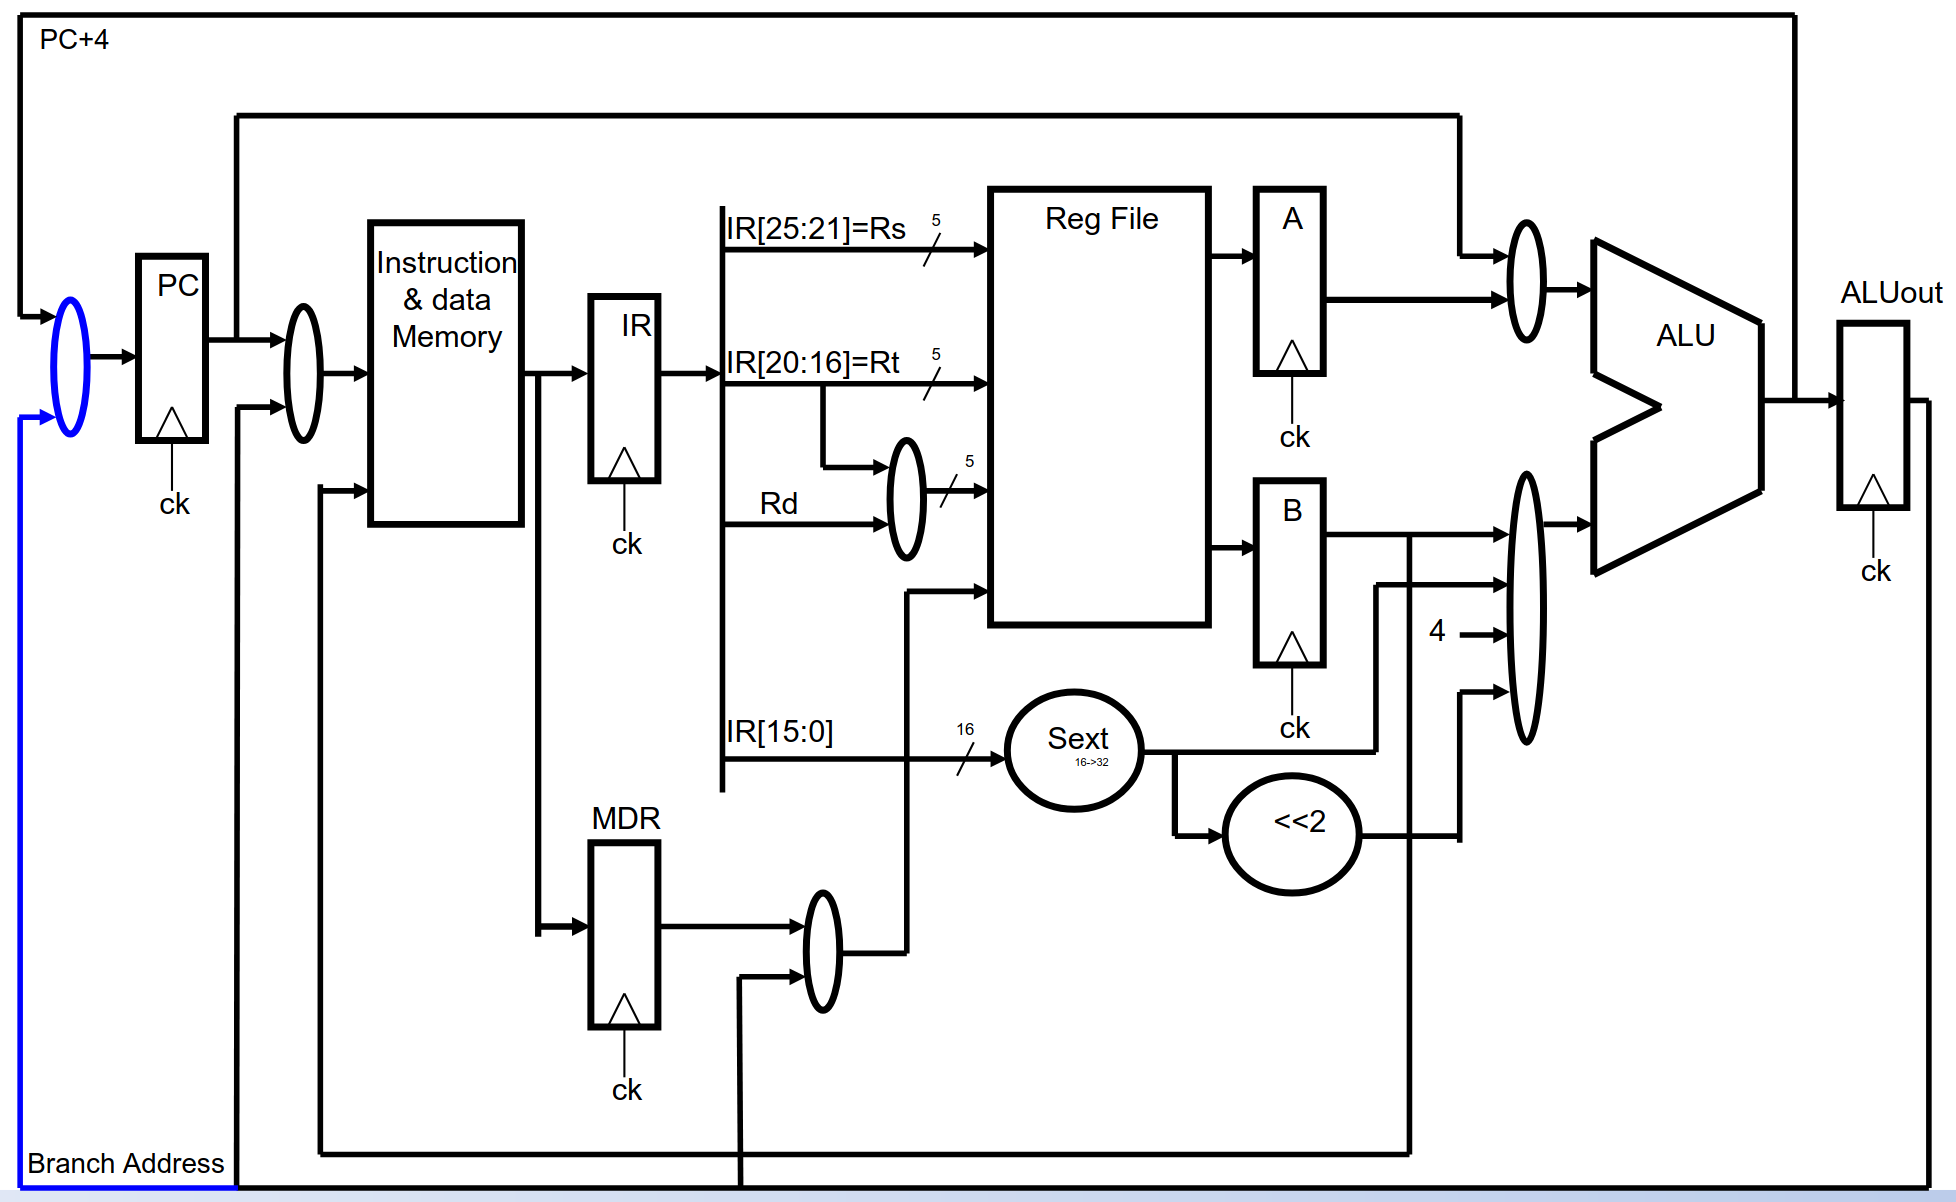 PC+4
PC
ck
Instruction
& data
Memory
IR
ck
IR[25:21]=Rs
5
IR[20:16]=Rt
5
Rd
5
IR[15:0]
16
Reg File
A
ck
B
ck
4
Sext
16->32
<<2
ALU
ALUout
ck
MDR
ck
Branch Address